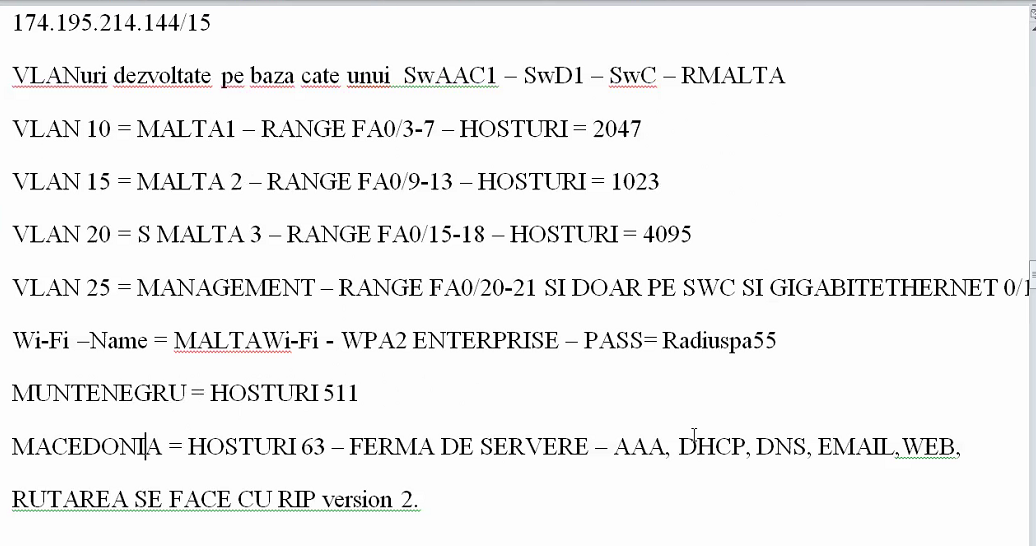 174.195.214.144/15
VLANuri dezvoltate pe baza cate unui SwAAC1 – SwD1 – SwC – RMALTA
VLAN 10 = MALTA1 – RANGE FA0/3-7 – HOSTURI = 2047
VLAN 15 = MALTA 2 – RANGE FA0/9-13 – HOSTURI = 1023
VLAN 20 = S MALTA 3 – RANGE FA0/15-18 – HOSTURI = 4095
VLAN 25 = MANAGEMENT – RANGE FA0/20-21 SI DOAR PE SWC SI GIGABITETHERNET 0/1
Wi-Fi –Name = MALTAWi-Fi - WPA2 ENTERPRISE – PASS= Radiuspa55
MUNTENEGRU = HOSTURI 511
MACEDONIA = HOSTURI 63 – FERMA DE SERVERE – AAA, DHCP, DNS, EMAIL, WEB,
RUTAREA SE FACE CU RIP version 2.